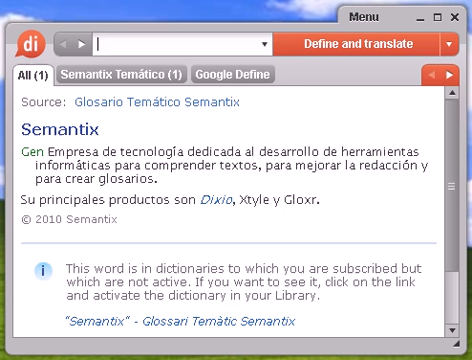 Menu
di
Define and translate
All (1) Semantix Temático (1) Google Define
Source: Glosario Temático Semantix
Semantix
Gen Empresa de tecnología dedicada al desarrollo de herramientas
informáticas para comprender textos, para mejorar la redacción y
para crear glosarios.
Su principales productos son Dixio, Xtyle y Gloxr.
© 2010 Semantix
i
This word is in dictionaries to which you are subscribed but
which are not active. If you want to see it, click on the link
and activate the dictionary in your Library.
"Semantix" - Glossari Temàtic Semantix